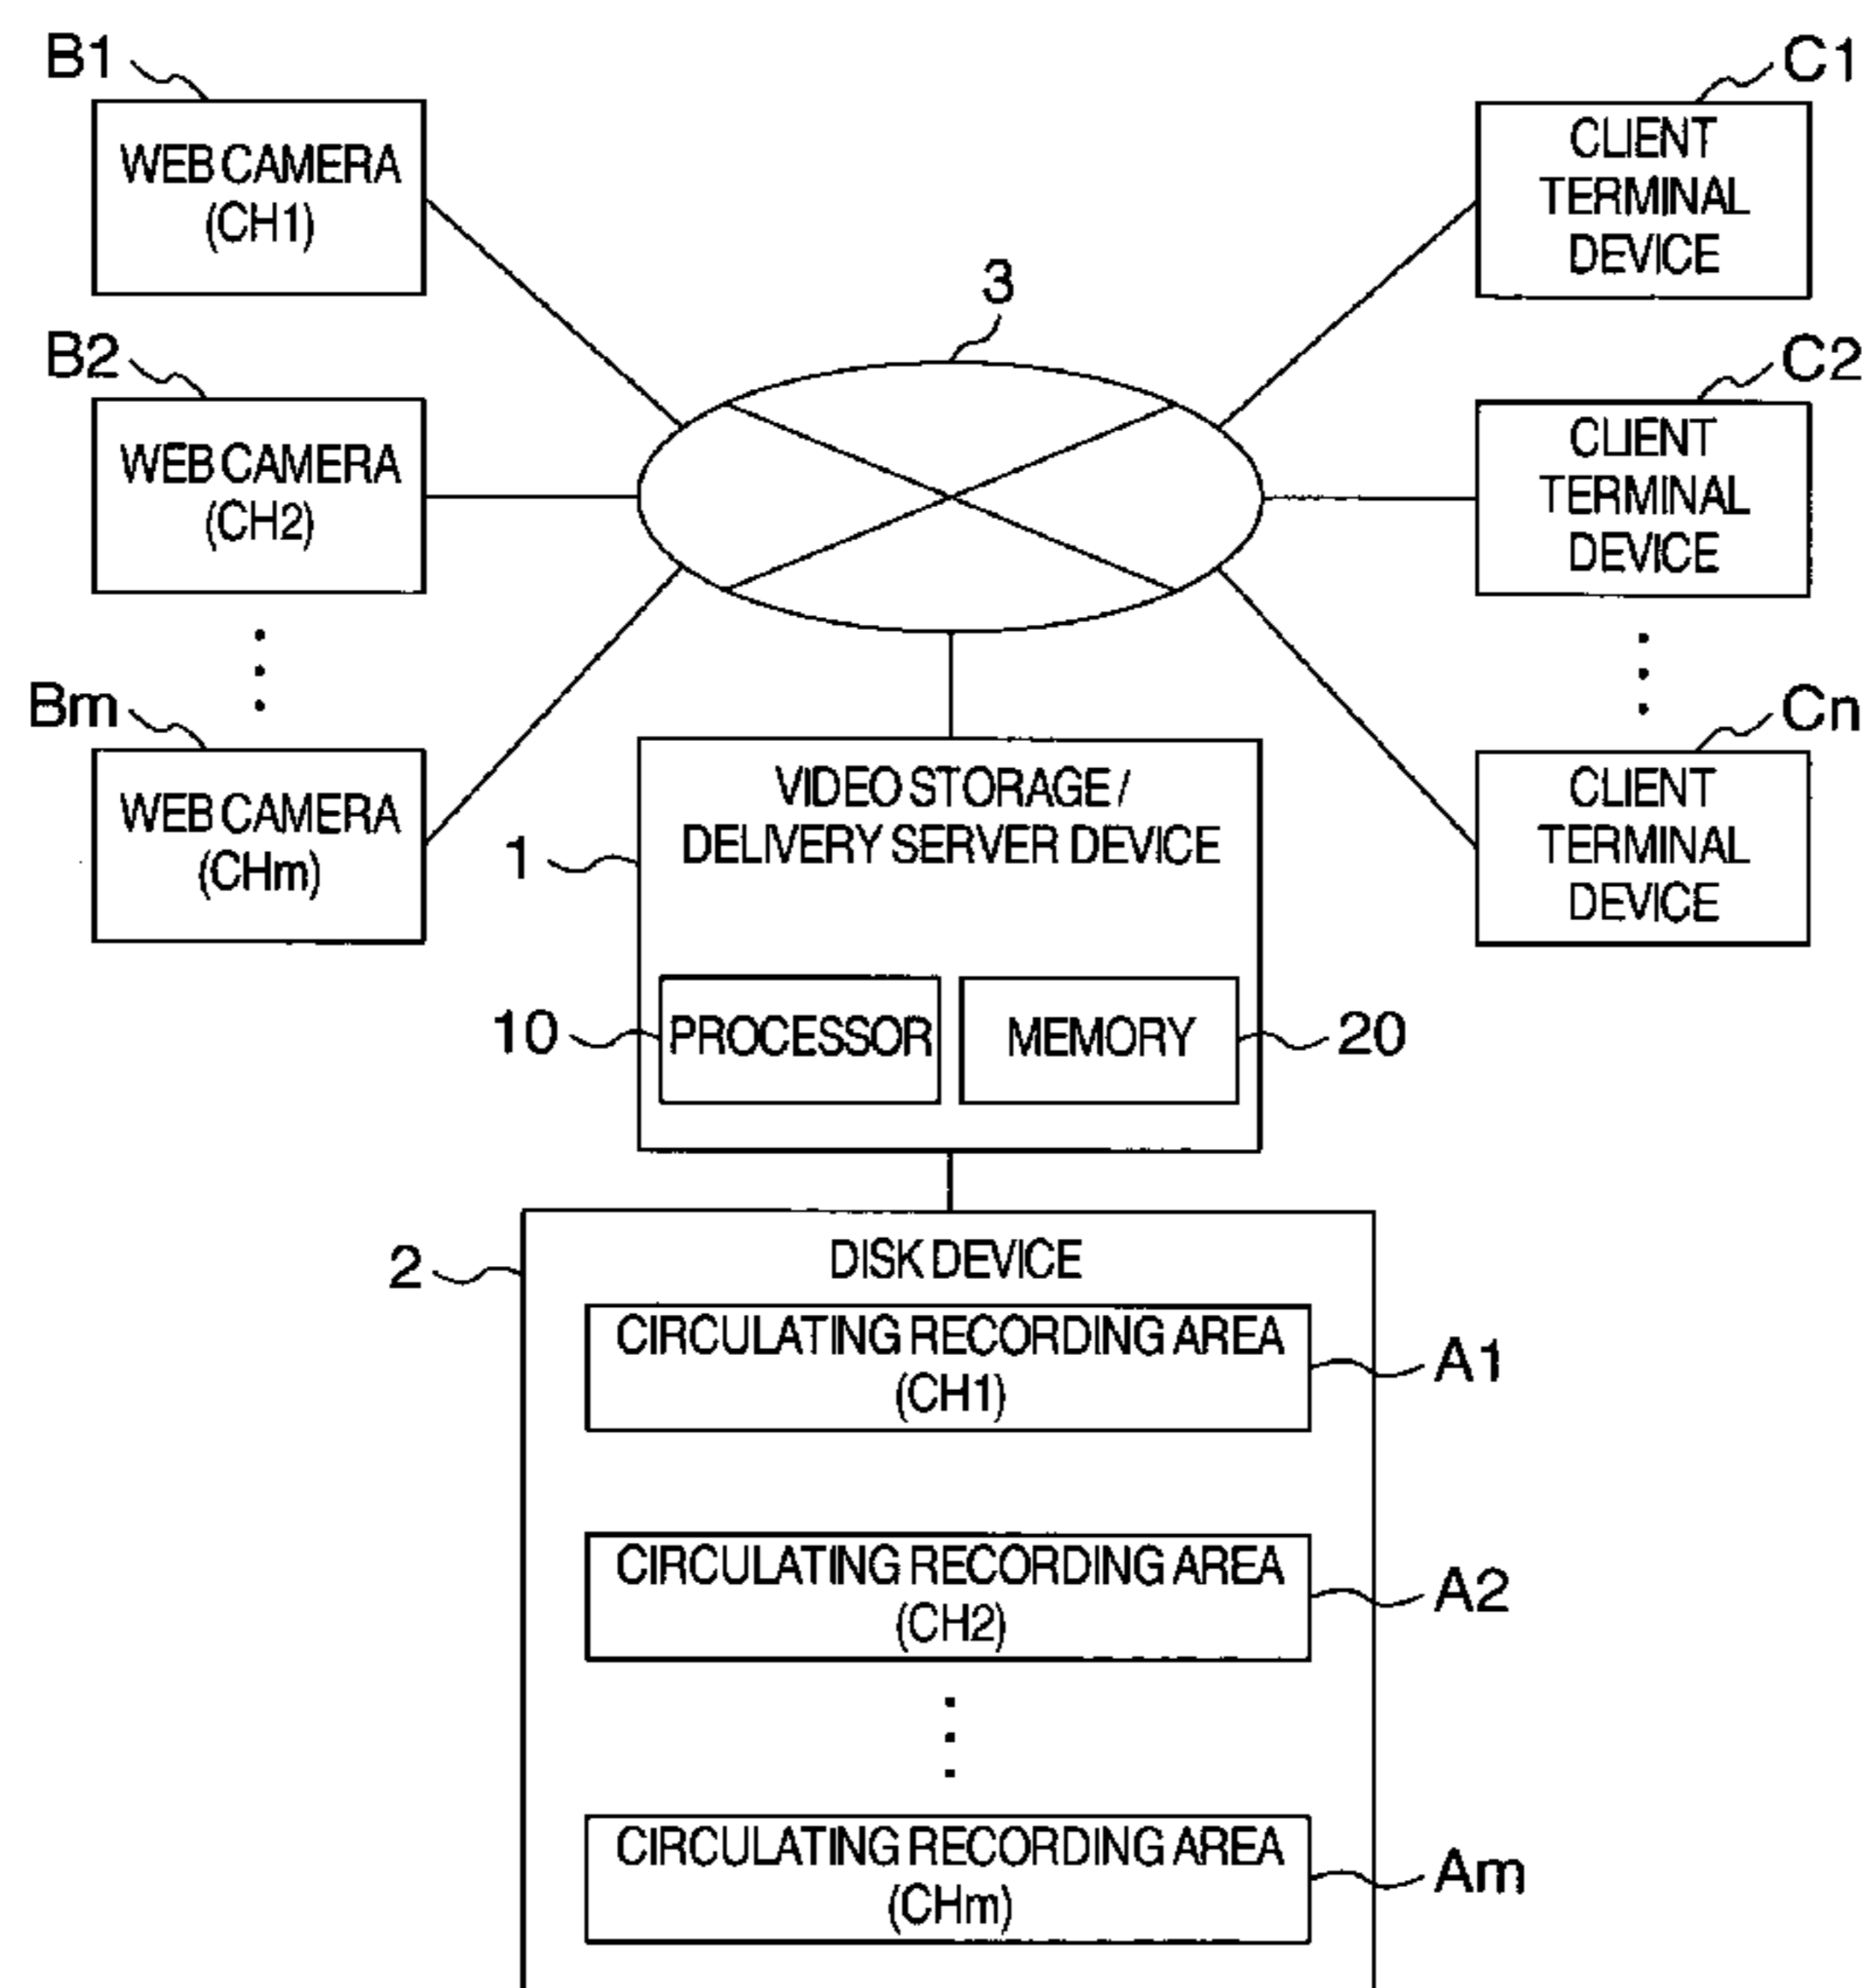 B1
WEB CAMERA
(CH1)
B2
WEB CAMERA
(CH2)
Bm
WEB CAMERA
(CHm)
3
C1
CLIENT
TERMINAL
DEVICE
C2
CLIENT
TERMINAL
DEVICE
Cn
CLIENT
TERMINAL
DEVICE
1
VIDEO STORAGE /
DELIVERY SERVER DEVICE
10
PROCESSOR
MEMORY
20
2
DISK DEVICE
CIRCULATING RECORDING AREA
(CH1)
A1
CIRCULATING RECORDING AREA
(CH2)
A2
CIRCULATING RECORDING AREA
(CHm)
Am